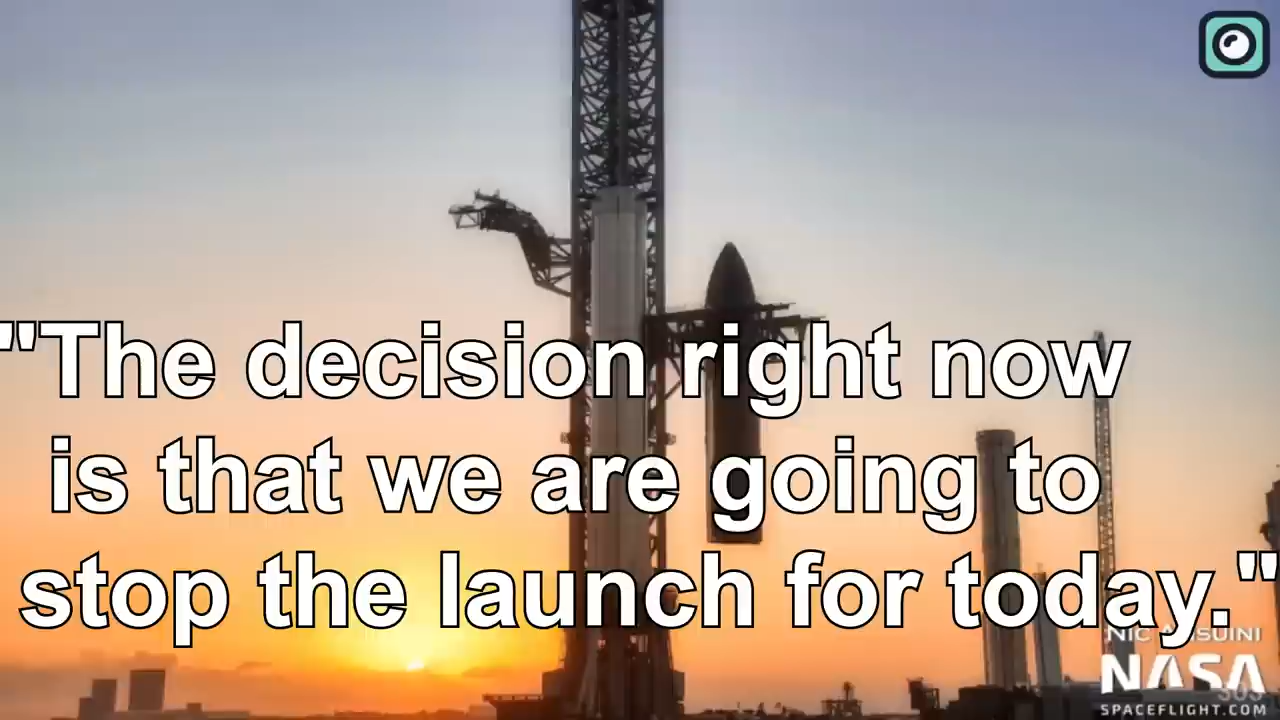 "The decision right now
is that we are going to
stop the launch for today."
NIC ANSUINI
NASA
SPACEFLIGHT.COM